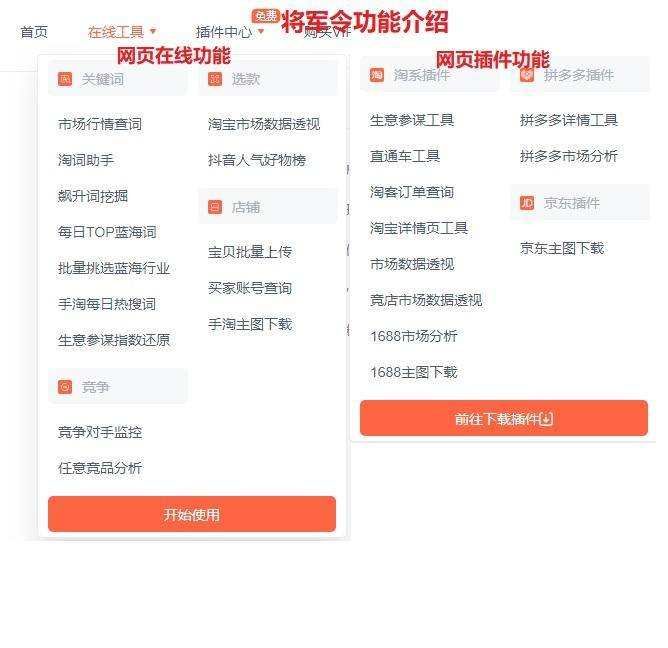 将军令功能介绍
首页
在线工具
插件中心
免费
网页在线功能
网页插件功能
关键词
市场行情查词
淘词助手
飙升词挖掘
每日TOP蓝海词
批量挑选蓝海行业
手淘每日热搜词
生意参谋指数还原
竞争
竞争对手监控
任意竞品分析
选款
淘宝市场数据透视
抖音人气好物榜
店铺
宝贝批量上传
买家账号查询
手淘主图下载
开始使用
淘
淘系插件
生意参谋工具
直通车工具
淘客订单查询
淘宝详情页工具
市场数据透视
竞店市场数据透视
1688市场分析
1688主图下载
拼多多插件
拼多多详情工具
拼多多市场分析
JD
京东插件
京东主图下载
前往下载插件